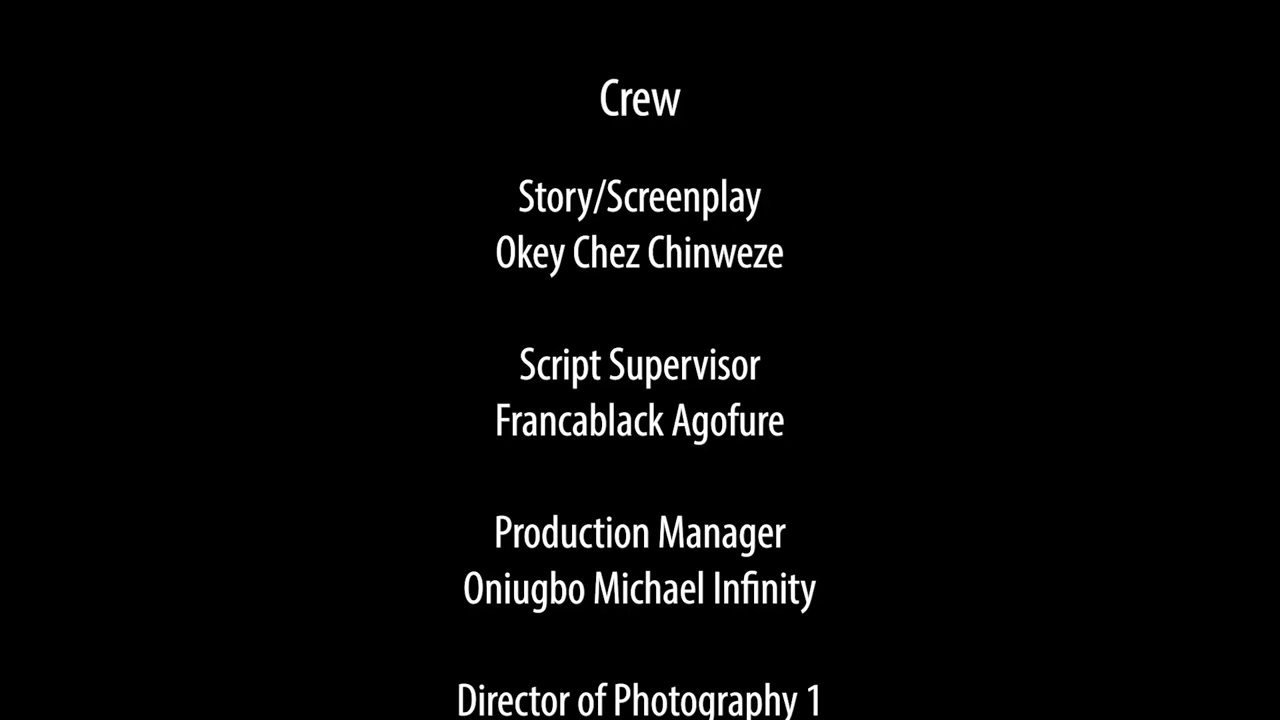 Crew
Story/Screenplay
Okey Chez Chinweze
Script Supervisor
Francablack Agofure
Production Manager
Oniugbo Michael Infinity
Director of Photography 1